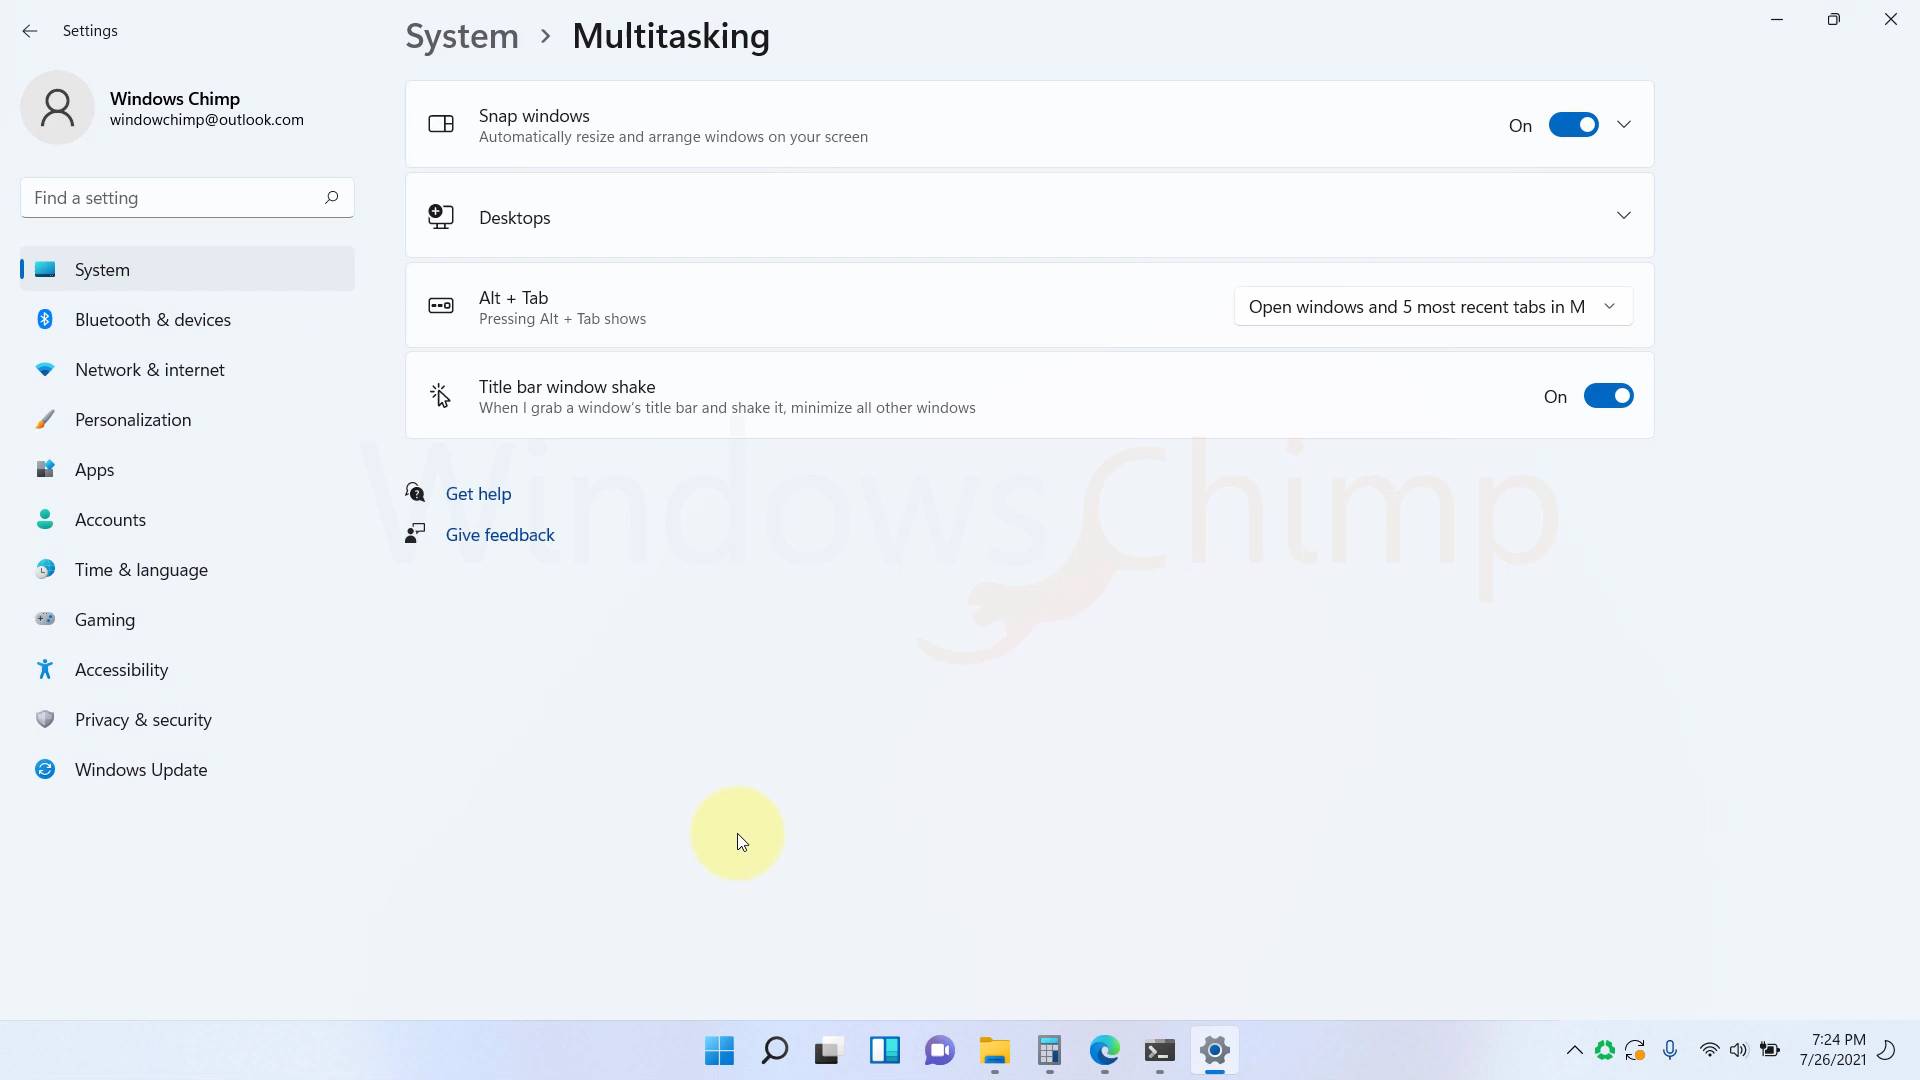 Settings
System > Multitasking
Windows Chimp
windowchimp@outlook.com
Find a setting
System
Bluetooth & devices
Network & internet
Personalization
Apps
Accounts
Time & language
Gaming
Accessibility
Privacy & security
Windows Update
Snap windows
Automatically resize and arrange windows on your screen
On
Desktops
Alt + Tab
Pressing Alt + Tab shows
Open windows and 5 most recent tabs in M
Title bar window shake
When I grab a window's title bar and shake it, minimize all other windows
On
Get help
Give feedback
Windows Chimp
7:24 PM
7/26/2021